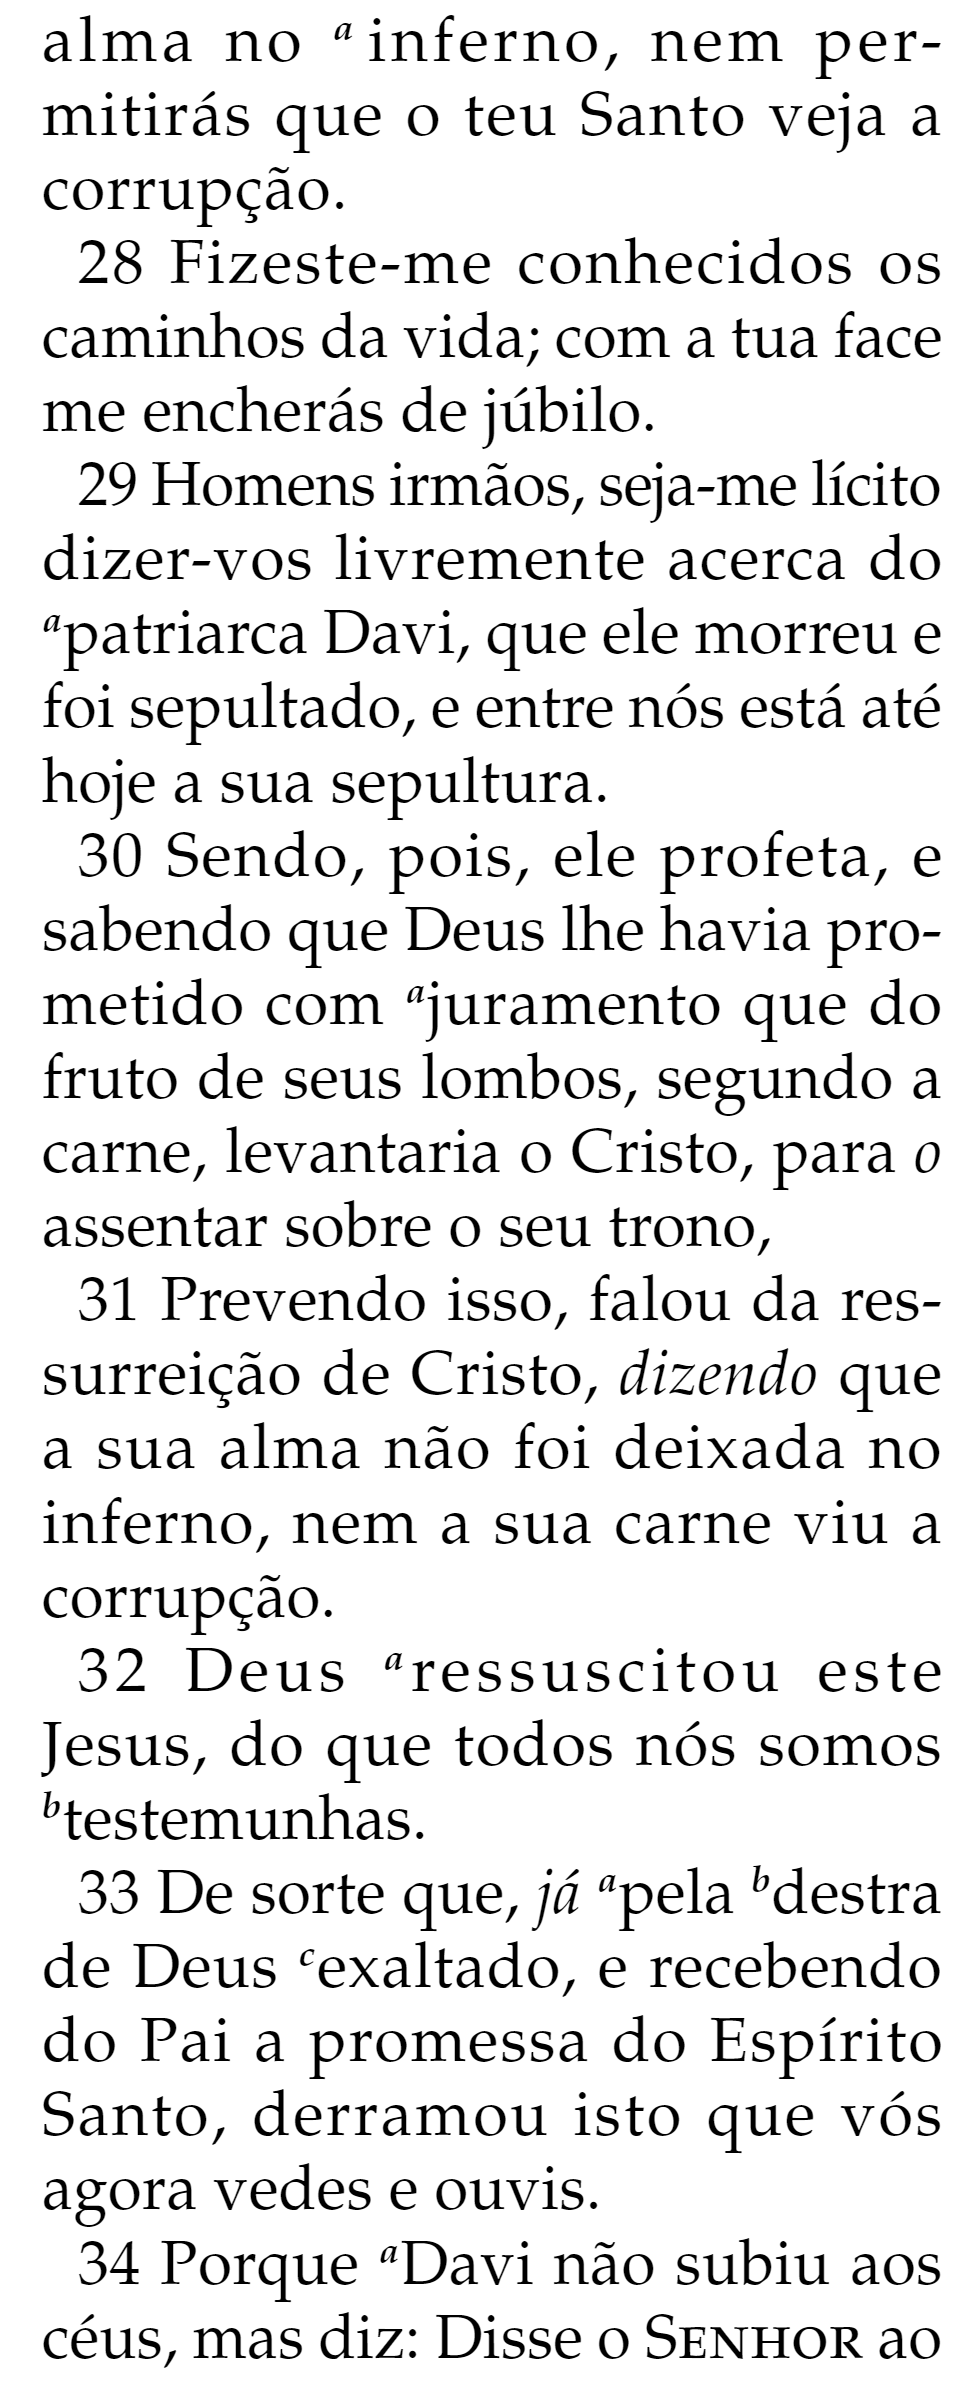 alma no a inferno, nem per-
mitirás que o teu Santo veja a
corrupção.
28 Fizeste-me conhecidos os
caminhos da vida; com a tua face
me encherás de júbilo.
29 Homens irmãos, seja-me lícito
dizer-vos livremente acerca do
apatriarca Davi, que ele morreu e
foi sepultado, e entre nós está até
hoje a sua sepultura.
30 Sendo, pois, ele profeta, e
sabendo que Deus lhe havia pro-
metido com ajuramento que do
fruto de seus lombos, segundo a
carne, levantaria o Cristo, para o
assentar sobre o seu trono,
31 Prevendo isso, falou da res-
surreição de Cristo, dizendo que
a sua alma não foi deixada no
inferno, nem a sua carne viu a
corrupção.
32 Deus aressuscitou este
Jesus, do que todos nós somos
btestemunhas.
33 De sorte que, já apela bdestra
de Deus cexaltado, e recebendo
do Pai a promessa do Espírito
Santo, derramou isto que vós
agora vedes e ouvis.
34 Porque aDavi não subiu aos
céus, mas diz: Disse o SENHOR ao